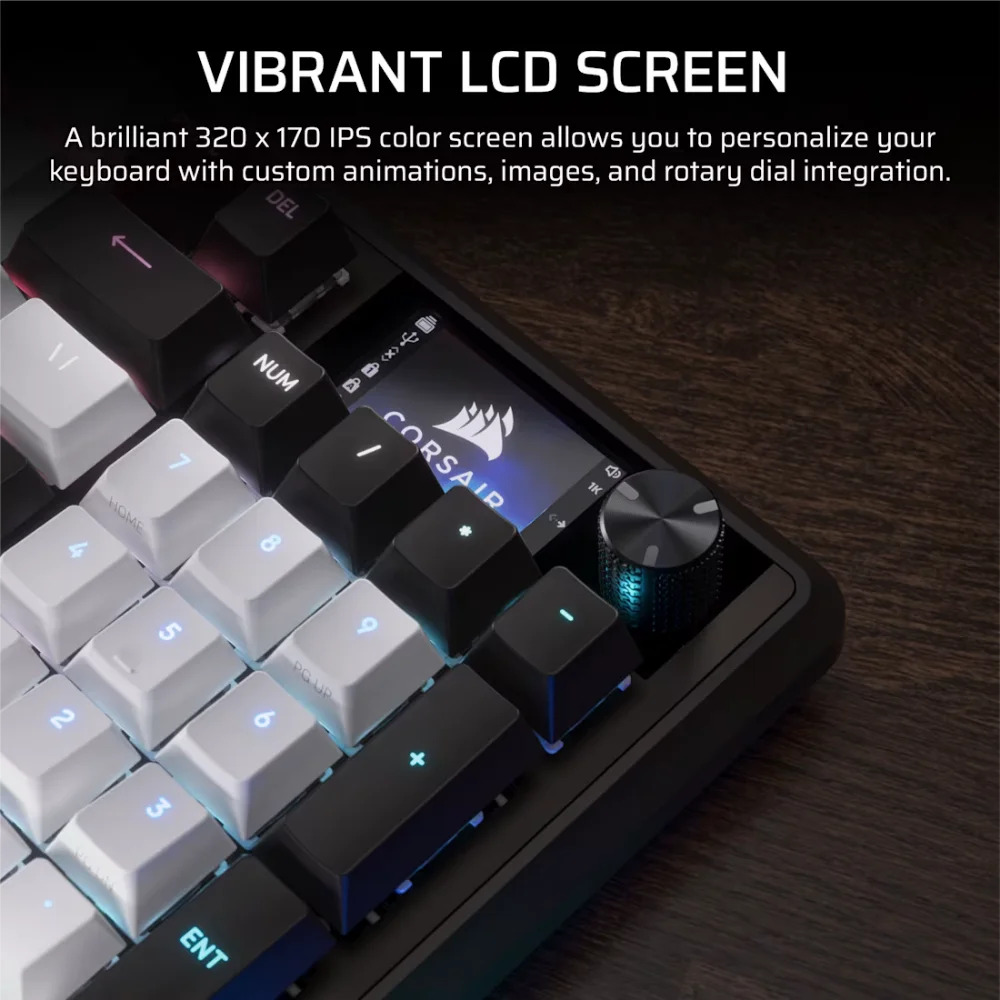 VIBRANT LCD SCREEN
A brilliant 320 x 170 IPS color screen allows you to personalize your
keyboard with custom animations, images, and rotary dial integration.
DEL
←
\ /
NUM
/
CORSAIR
1K
7
HOME
8
*
4
5
9
PG UP
-
2
6
+
3
.
ENT